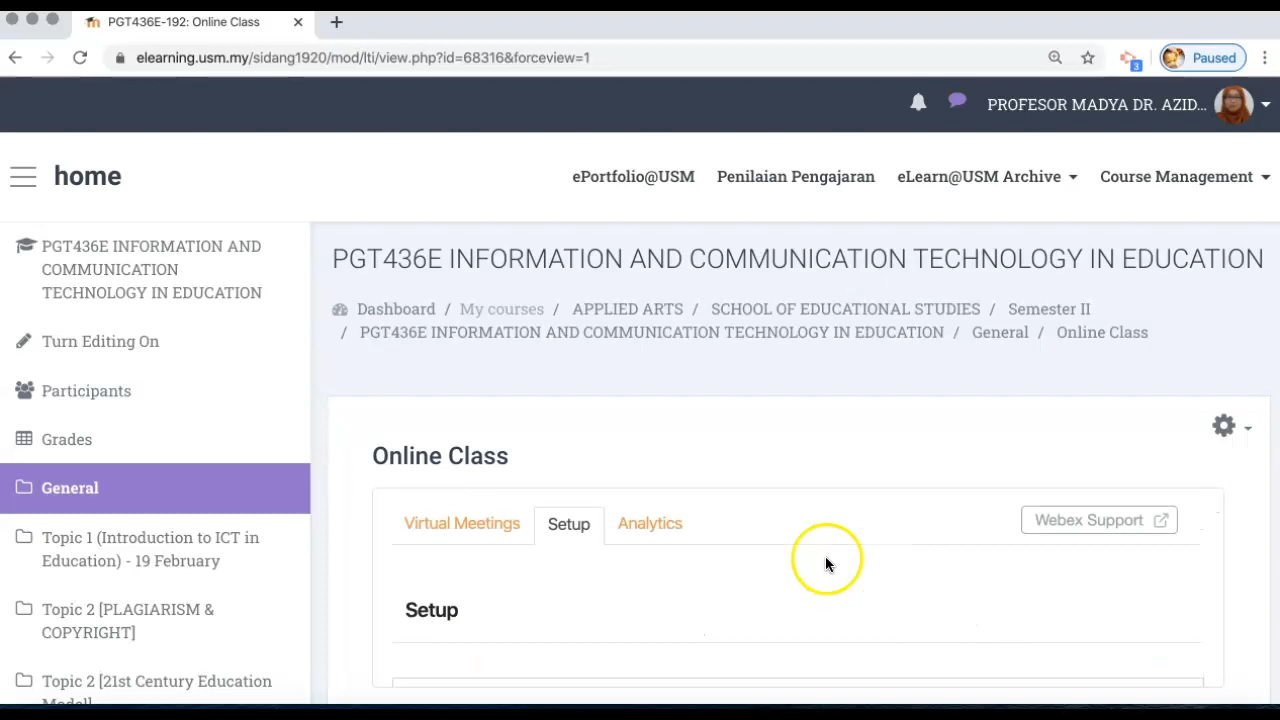 PGT436E-192: Online Class
elearning.usm.my/sidang1920/mod/lti/view.php?id=68316&forceview=1
3
Paused
PROFESOR MADYA DR. AZID...
home
ePortfolio@USM
Penilaian Pengajaran
eLearn@USM Archive
Course Management
PGT436E INFORMATION AND
COMMUNICATION
TECHNOLOGY IN EDUCATION
Turn Editing On
Participants
Grades
General
Topic 1 (Introduction to ICT in
Education) - 19 February
Topic 2 [PLAGIARISM &
COPYRIGHT]
Topic 2 [21st Century Education
Model]
PGT436E INFORMATION AND COMMUNICATION TECHNOLOGY IN EDUCATION
Dashboard / My courses / APPLIED ARTS / SCHOOL OF EDUCATIONAL STUDIES / Semester II
/ PGT436E INFORMATION AND COMMUNICATION TECHNOLOGY IN EDUCATION / General / Online Class
Online Class
Virtual Meetings
Setup
Analytics
Webex Support
Setup